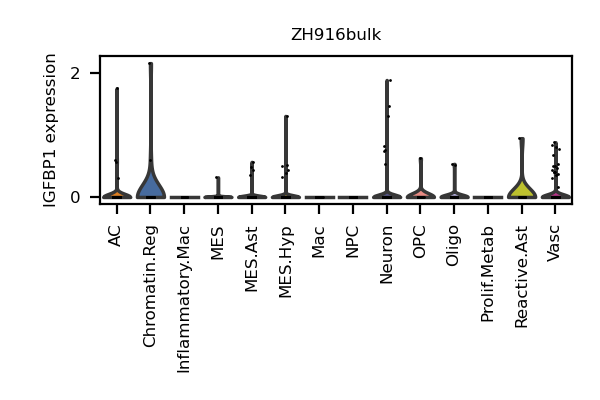 ZH916bulk
IGFBP1 expression
2
0
AC
Chromatin.Reg
Inflammatory.Mac
MES
MES.Ast
MES.Hyp
Mac
NPC
Neuron
OPC
Oligo
Prolif.Metab
Reactive.Ast
Vasc